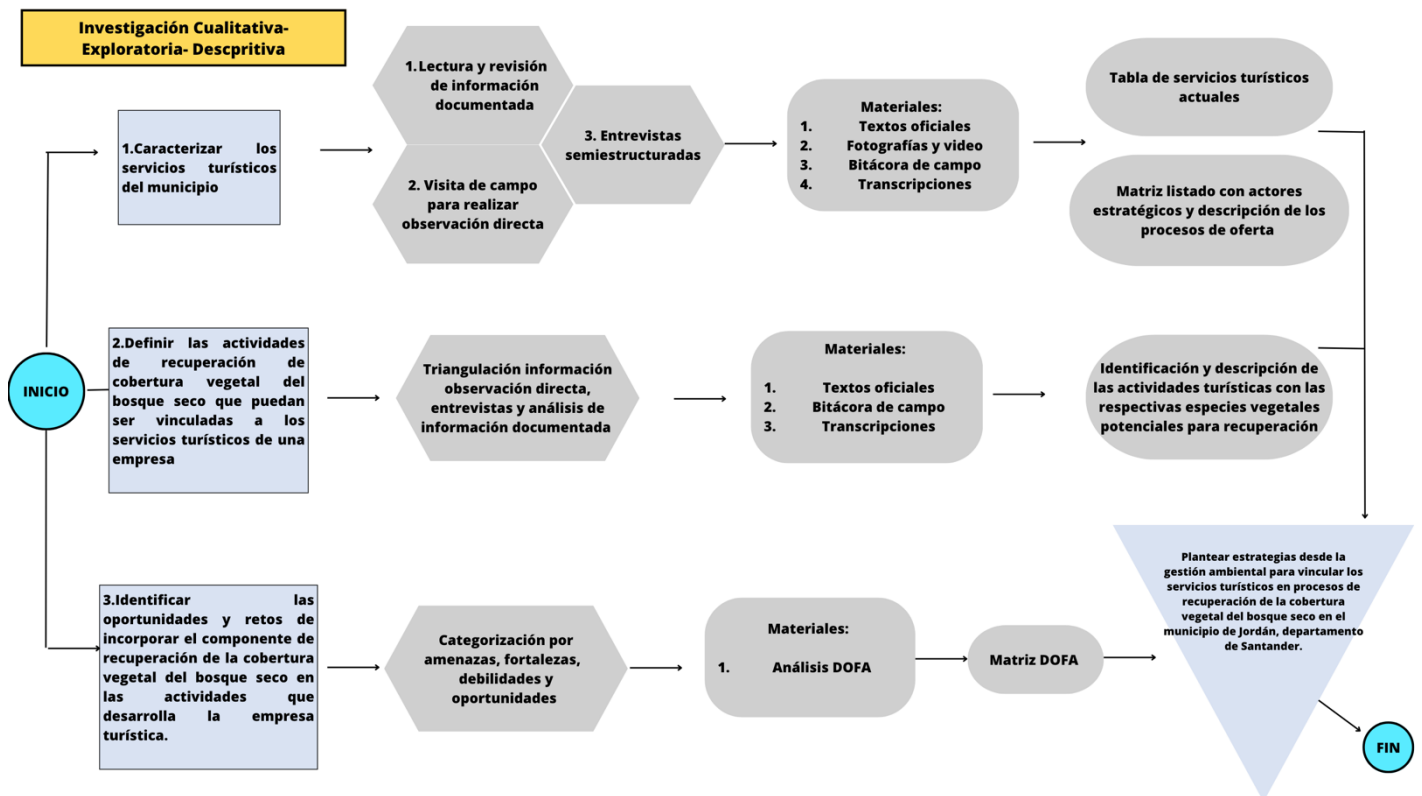 Investigación Cualitativa-
Exploratoria- Descpritiva
INICIO
1.Caracterizar los
servicios turísticos
del municipio
1.Lectura y revisión
de información
documentada
2. Visita de campo
para realizar
observación directa
3. Entrevistas
semiestructuradas
Materiales:
1. Textos oficiales
2. Fotografías y video
3. Bitácora de campo
4. Transcripciones
Tabla de servicios turísticos
actuales
Matriz listado con actores
estratégicos y descripción de los
procesos de oferta
2.Definir las actividades
de recuperación de
cobertura vegetal del
bosque seco que puedan
ser vinculadas a los
servicios turísticos de una
empresa
Triangulación información
observación directa,
entrevistas y análisis de
información documentada
Materiales:
1. Textos oficiales
2. Bitácora de campo
3. Transcripciones
Identificación y descripción de
las actividades turísticas con las
respectivas especies vegetales
potenciales para recuperación
3.Identificar las
oportunidades y retos de
incorporar el componente de
recuperación de la cobertura
vegetal del bosque seco en
las actividades que
desarrolla la empresa
turística.
Categorización por
amenazas, fortalezas,
debilidades y
oportunidades
Materiales:
1. Análisis DOFA
Matriz DOFA
Plantear estrategias desde la
gestión ambiental para vincular los
servicios turísticos en procesos de
recuperación de la cobertura
vegetal del bosque seco en el
municipio de Jordán, departamento
de Santander.
FIN